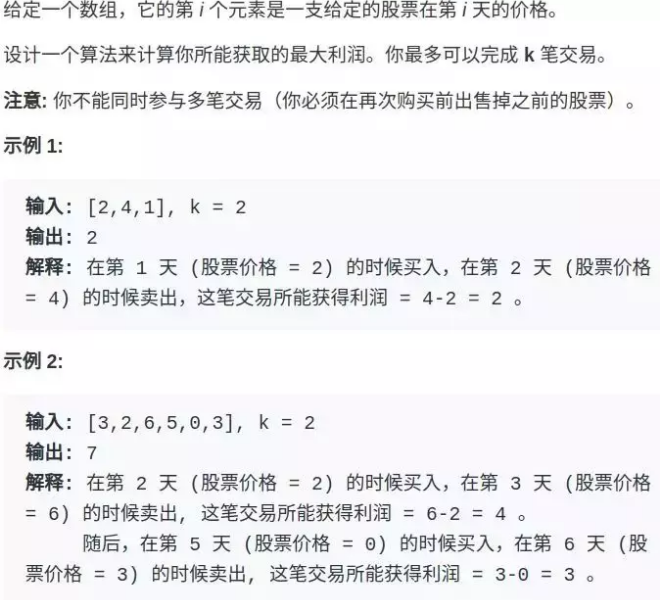 给定一个数组，它的第 i 个元素是一支给定的股票在第 i 天的价格。
设计一个算法来计算你所能获取的最大利润。你最多可以完成 k 笔交易。
注意: 你不能同时参与多笔交易（你必须在再次购买前出售掉之前的股票）。
示例 1:
输入: [2,4,1], k = 2
输出: 2
解释: 在第 1 天 (股票价格 = 2) 的时候买入，在第 2 天 (股票价格
= 4) 的时候卖出，这笔交易所能获得利润 = 4-2 = 2 。
示例 2:
输入: [3,2,6,5,0,3], k = 2
输出: 7
解释: 在第 2 天 (股票价格 = 2) 的时候买入，在第 3 天 (股票价格
= 6) 的时候卖出, 这笔交易所能获得利润 = 6-2 = 4 。
随后，在第 5 天 (股票价格 = 0) 的时候买入，在第 6 天 (股
票价格 = 3) 的时候卖出, 这笔交易所能获得利润 = 3-0 = 3 。